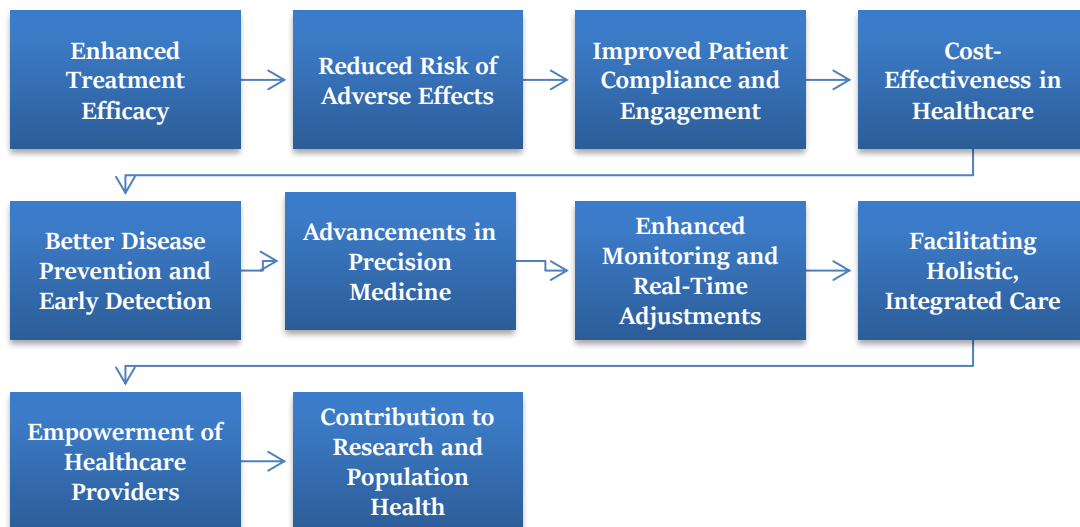 Enhanced
Treatment
Efficacy
Reduced Risk of
Adverse Effects
Improved Patient
Compliance and
Engagement
Cost-
Effectiveness in
Healthcare
Better Disease
Prevention and
Early Detection
Advancements in
Precision
Medicine
Enhanced
Monitoring and
Real-Time
Adjustments
Facilitating
Holistic,
Integrated Care
Empowerment of
Healthcare
Providers
Contribution to
Research and
Population
Health